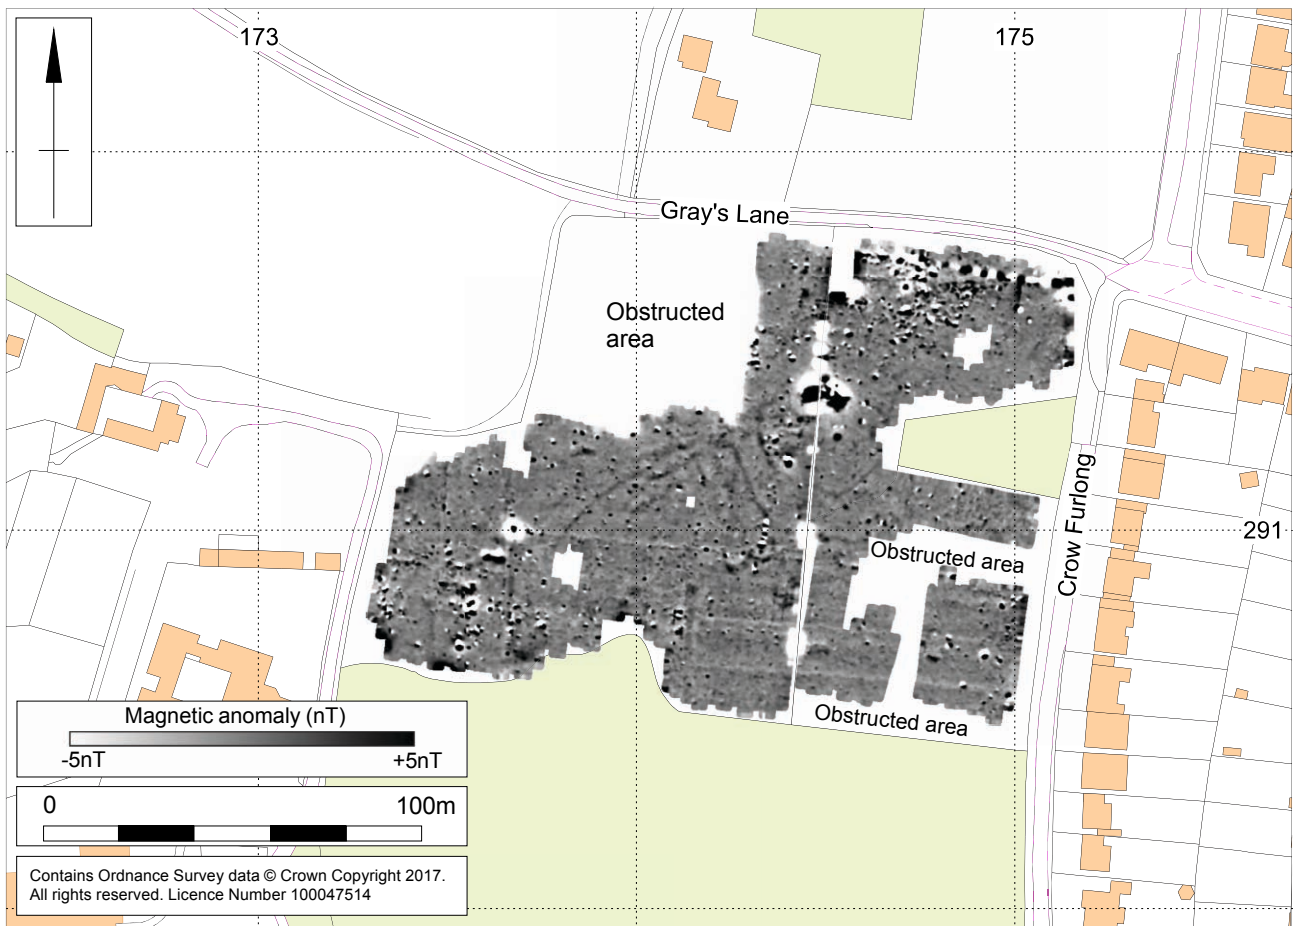 173
175
Gray's Lane
Obstructed
area
291
Obstructed area
Crow Furlong
Obstructed area
Magnetic anomaly (nT)
-5nT
+5nT
0
100m
Contains Ordnance Survey data © Crown Copyright 2017.
All rights reserved. Licence Number 100047514